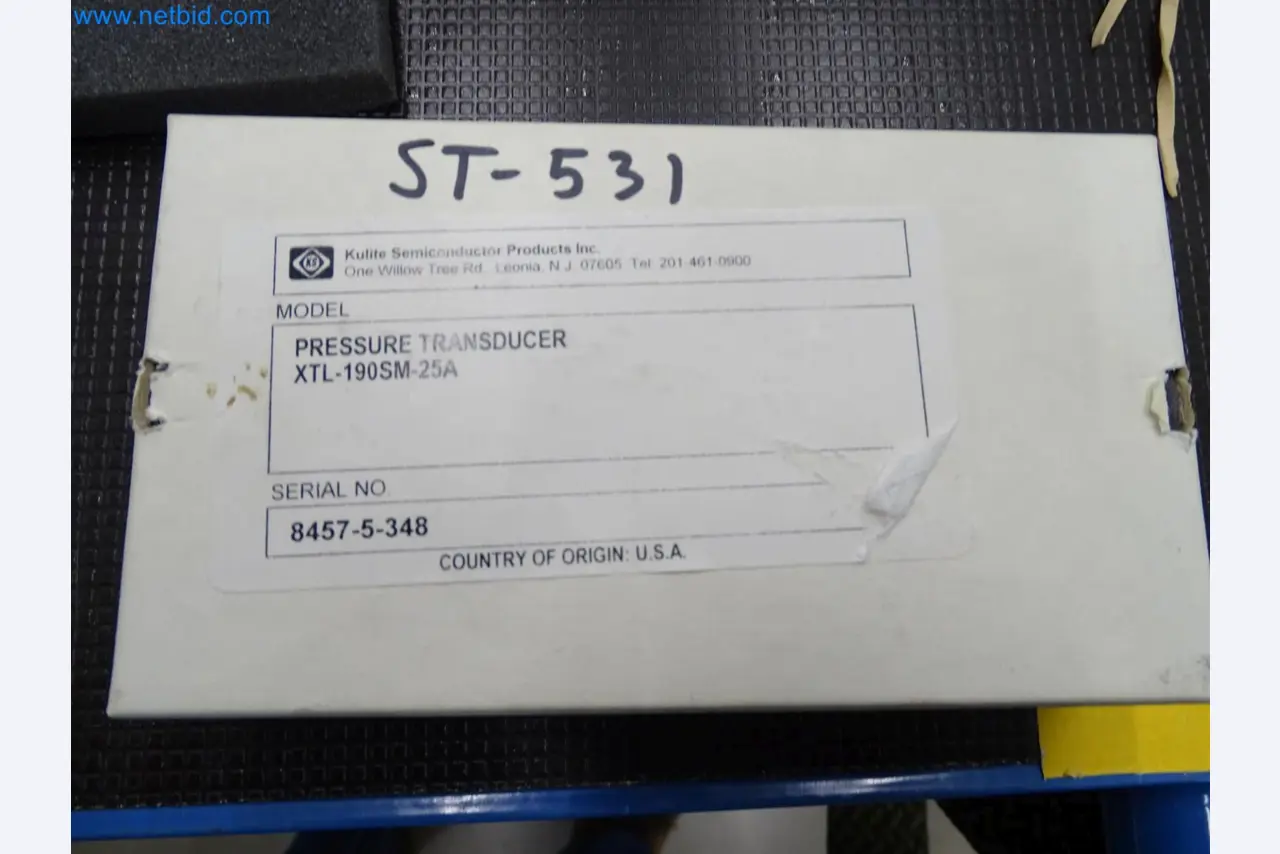 www.netbid.com
ST-531
KS
Kulite Semiconductor Products Inc.
One Willow Tree Rd. Leonia, N.J. 07605 Tel 201-461-0900
MODEL
PRESSURE TRANSDUCER
XTL-190SM-25A
SERIAL NO
8457-5-348
COUNTRY OF ORIGIN: U.S.A.